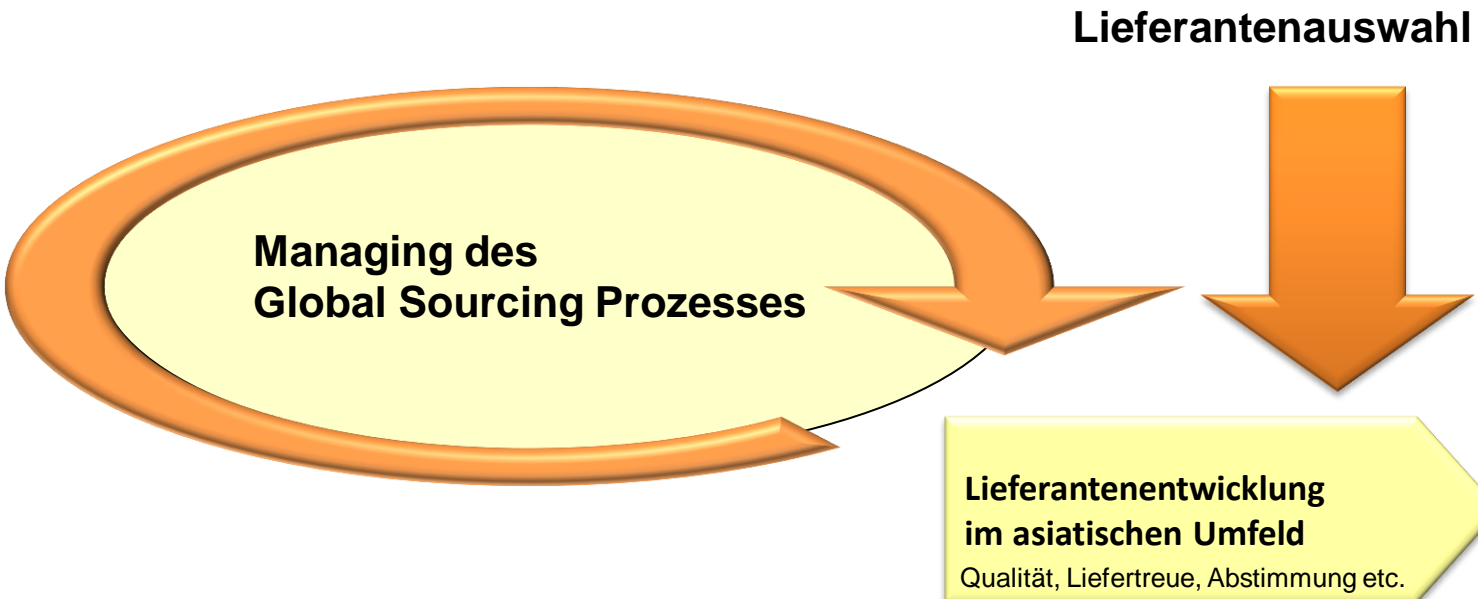 Lieferantenauswahl
Managing des
Global Sourcing Prozesses
Lieferantenentwicklung
im asiatischen Umfeld
Qualität, Liefertreue, Abstimmung etc.